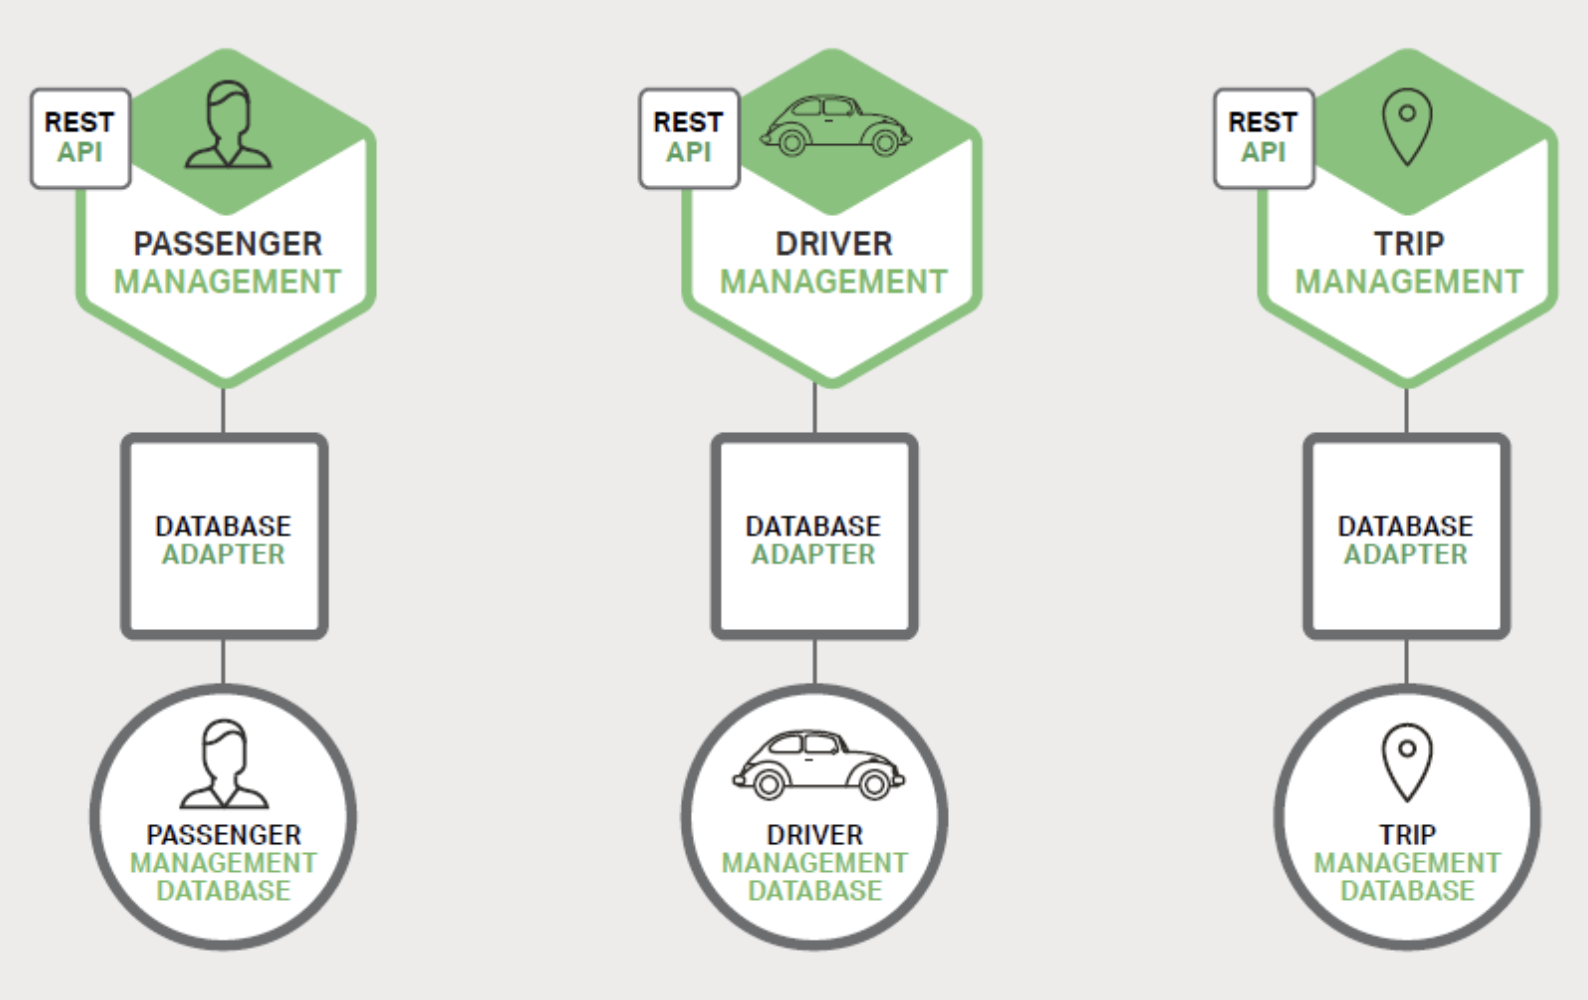 REST
API
PASSENGER
MANAGEMENT
REST
API
DRIVER
MANAGEMENT
REST
API
TRIP
MANAGEMENT
DATABASE
ADAPTER
DATABASE
ADAPTER
DATABASE
ADAPTER
PASSENGER
MANAGEMENT
DATABASE
DRIVER
MANAGEMENT
DATABASE
TRIP
MANAGEMENT
DATABASE